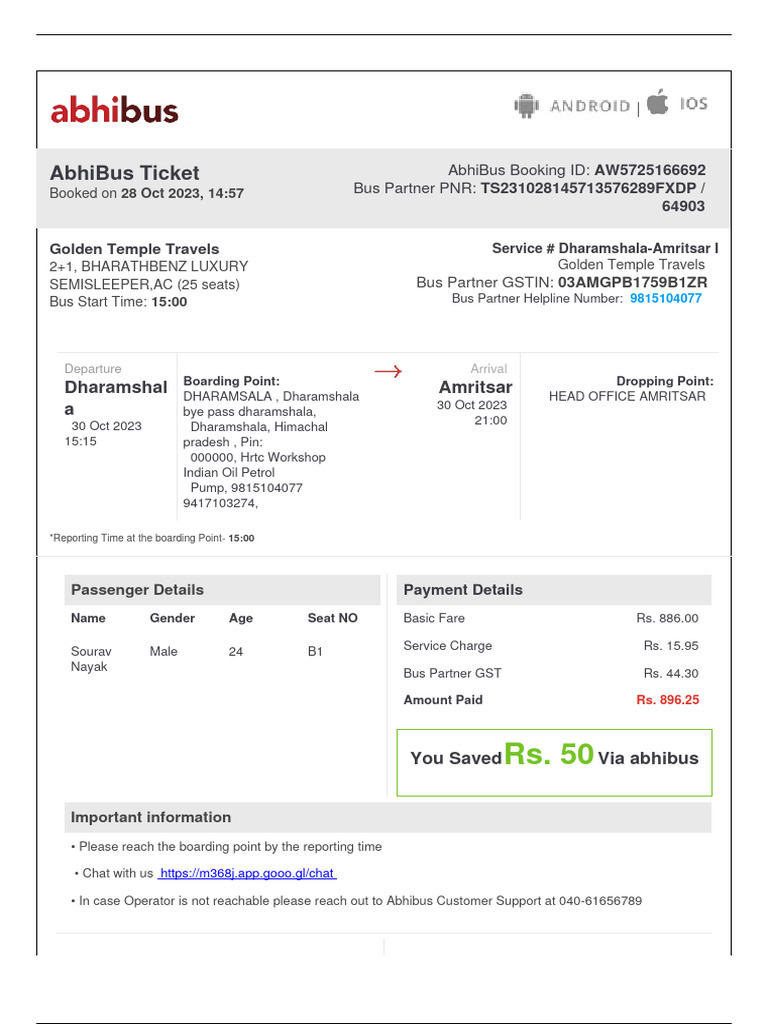 abhibus
ANDROID | IOS
AbhiBus Ticket
Booked on 28 Oct 2023, 14:57
AbhiBus Booking ID: AW5725166692
Bus Partner PNR: TS231028145713576289FXDP /
64903
Golden Temple Travels
2+1, BHARATHBENZ LUXURY
SEMISLEEPER,AC (25 seats)
Bus Start Time: 15:00
Service # Dharamshala-Amritsar I
Golden Temple Travels
Bus Partner GSTIN: 03AMGPB1759B1ZR
Bus Partner Helpline Number: 9815104077
Departure
Dharamshal
a
30 Oct 2023
15:15
Boarding Point:
DHARAMSALA , Dharamshala
bye pass dharamshala,
Dharamshala, Himachal
pradesh , Pin:
000000, Hrtc Workshop
Indian Oil Petrol
Pump, 9815104077
9417103274,
→
Arrival
Amritsar
30 Oct 2023
21:00
Dropping Point:
HEAD OFFICE AMRITSAR
*Reporting Time at the boarding Point- 15:00
Passenger Details
Name Gender Age Seat NO
Sourav Male 24 B1
Nayak
Payment Details
Basic Fare Rs. 886.00
Service Charge Rs. 15.95
Bus Partner GST Rs. 44.30
Amount Paid Rs. 896.25
You Saved Rs. 50 Via abhibus
Important information
• Please reach the boarding point by the reporting time
• Chat with us https://m368j.app.gooo.gl/chat
• In case Operator is not reachable please reach out to Abhibus Customer Support at 040-61656789